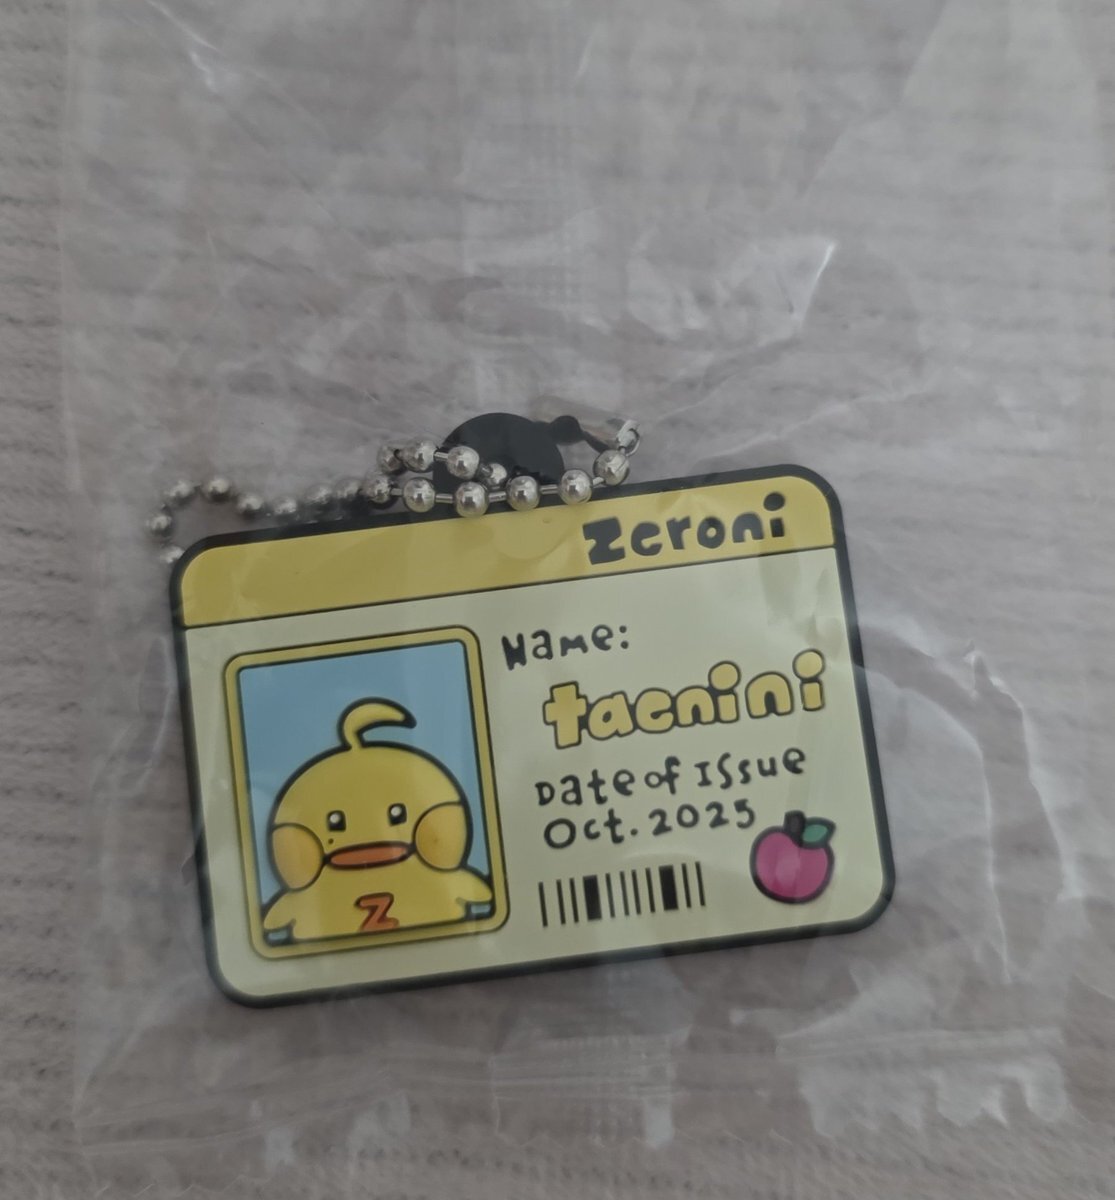 Zeroni
Name:
taenini
Date of Issue
Oct. 2025
Z